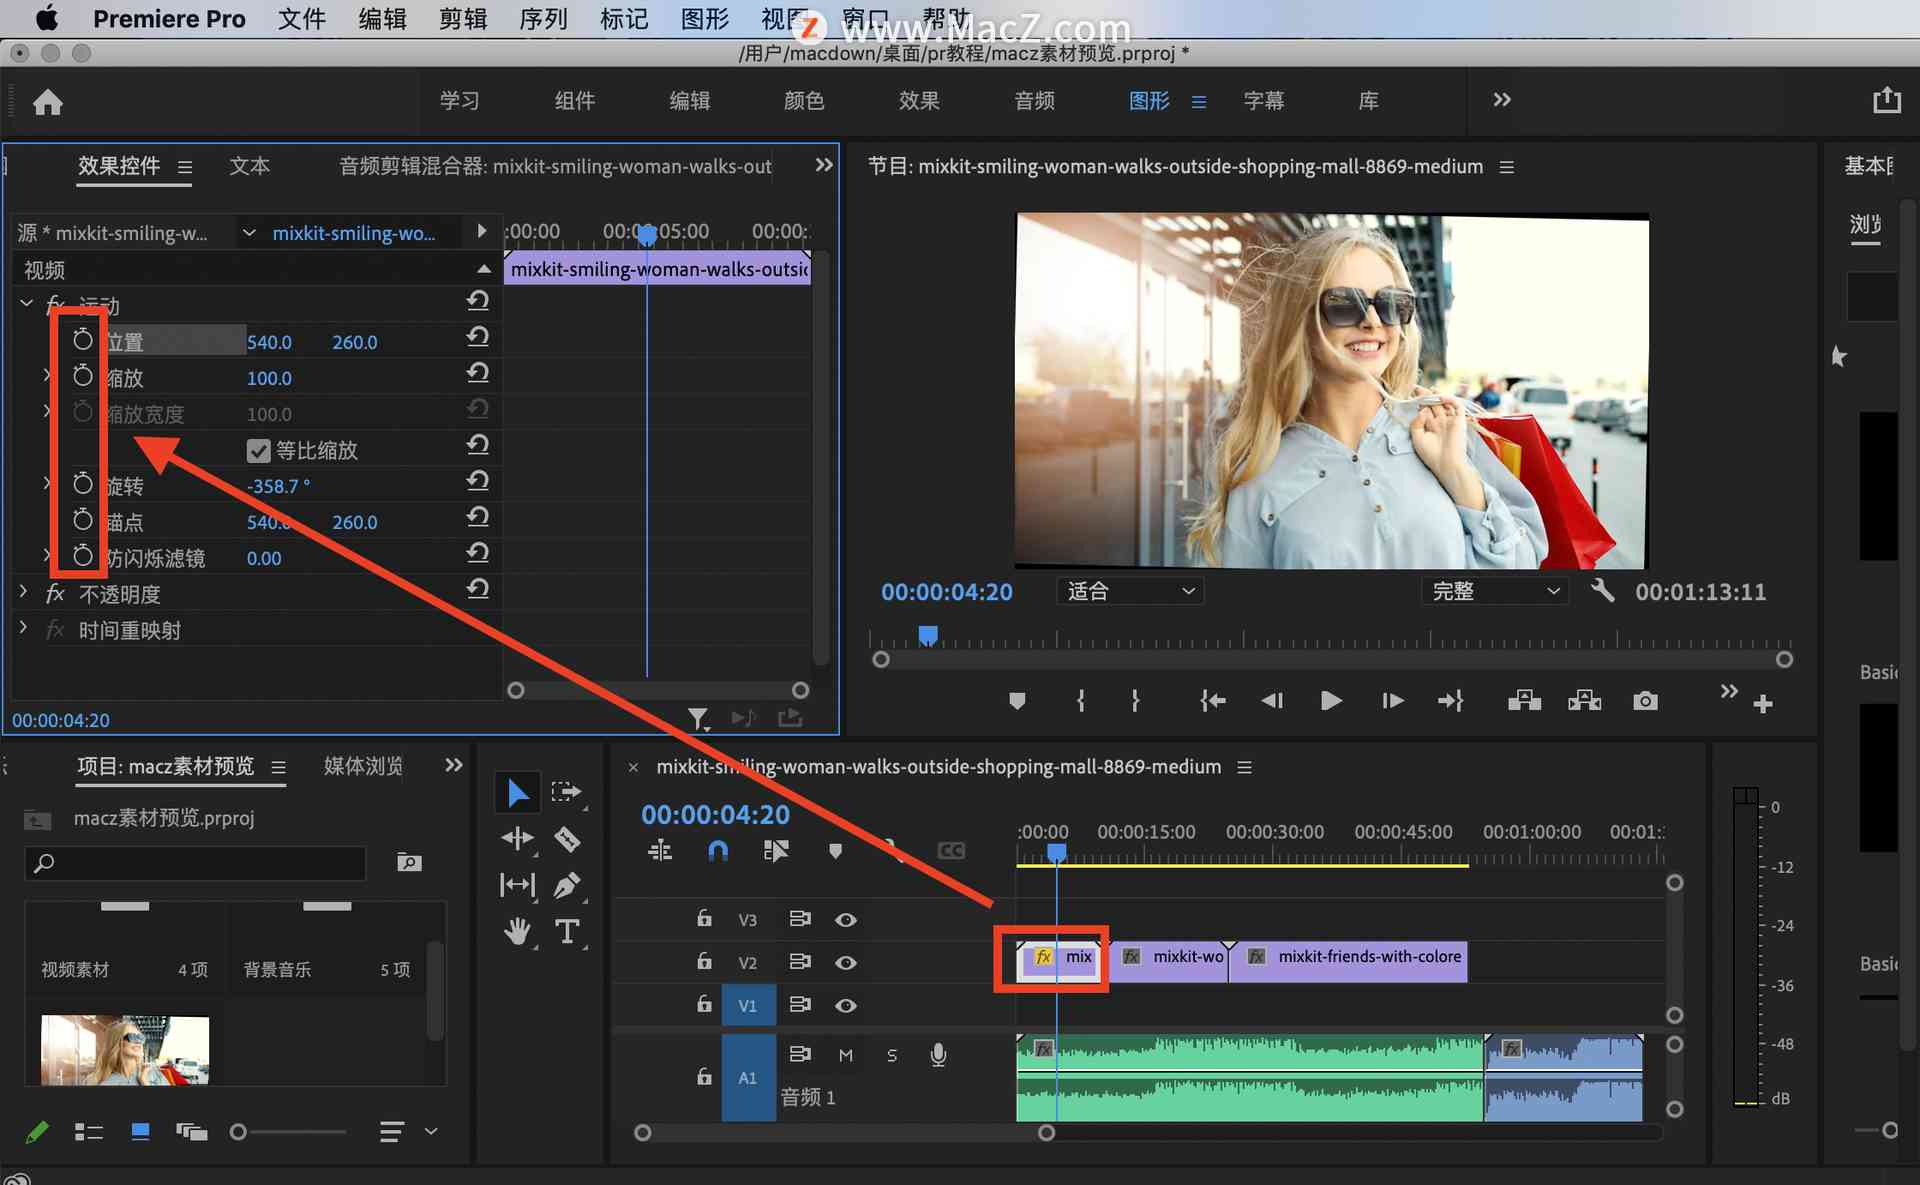 Premiere Pro 文件 编辑 剪辑 序列 标记 图形 视图 窗口 帮助
www.MacZ.com
/用户/macdown/桌面/pr教程/macz素材预览.prproj *
学习 组件 编辑 颜色 效果 音频 图形 字幕 库
效果控件 文本 音频剪辑混合器: mixkit-smiling-woman-walks-out
源 * mixkit-smiling-w... mixkit-smiling-wo...
:00:00 00:00:05:00 00:00:
视频
mixkit-smiling-woman-walks-outsid
fx 运动
位置 540.0 260.0
缩放 100.0
缩放宽度 100.0
等比缩放
旋转 -358.7 °
锚点 540.0 260.0
防闪烁滤镜 0.00
fx 不透明度
fx 时间重映射
00:00:04:20
节目: mixkit-smiling-woman-walks-outside-shopping-mall-8869-medium
00:00:04:20 适合 完整 00:01:13:11
基本
浏览
Basic
Basic
项目: macz素材预览 媒体浏览
macz素材预览.prproj
视频素材 4 项
背景音乐 5 项
× mixkit-smiling-woman-walks-outside-shopping-mall-8869-medium
00:00:04:20
:00:00 00:00:15:00 00:00:30:00 00:00:45:00 00:01:00:00 00:01:
CC
V3
V2 fx mix fx mixkit-wo fx mixkit-friends-with-colore
V1
A1 M S fx fx
音频 1
T
0
-12
-24
-36
-48
dB